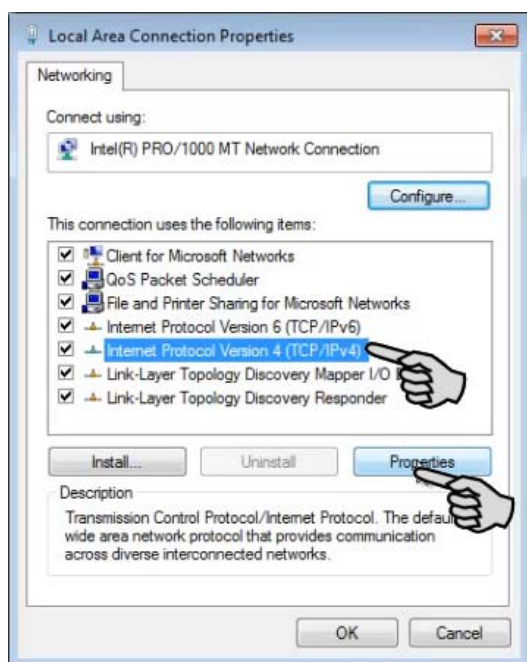 Local Area Connection Properties
Networking
Connect using:
Intel(R) PRO/1000 MT Network Connection
Configure...
This connection uses the following items:
Client for Microsoft Networks
QoS Packet Scheduler
File and Printer Sharing for Microsoft Networks
Internet Protocol Version 6 (TCP/IPv6)
Internet Protocol Version 4 (TCP/IPv4)
Link-Layer Topology Discovery Mapper I/O
Link-Layer Topology Discovery Responder
Install...
Uninstall
Properties
Description
Transmission Control Protocol/Internet Protocol. The default
wide area network protocol that provides communication
across diverse interconnected networks.
OK
Cancel